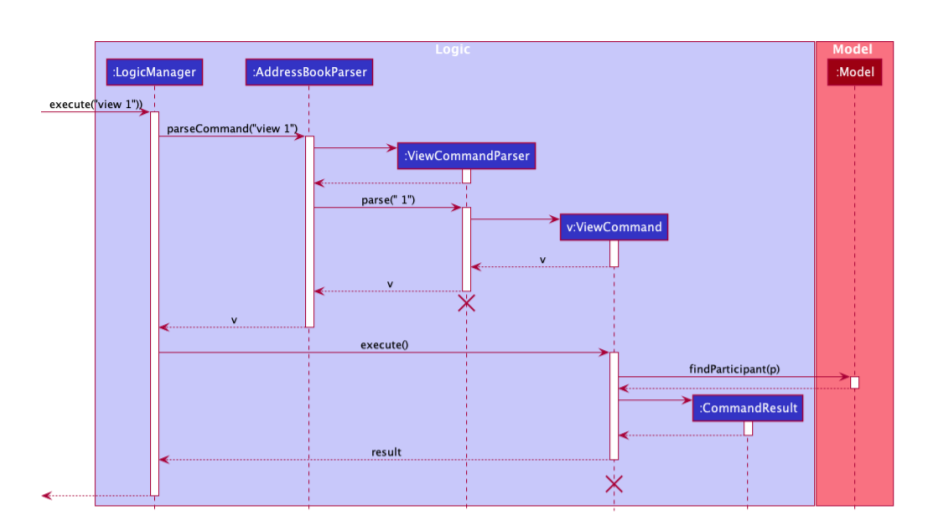 Logic
Model
:LogicManager
:AddressBookParser
:Model
execute("view 1"))
parseCommand("view 1")
:ViewCommandParser
parse(" 1")
v:ViewCommand
v
v
v
execute()
findParticipant(p)
:CommandResult
result